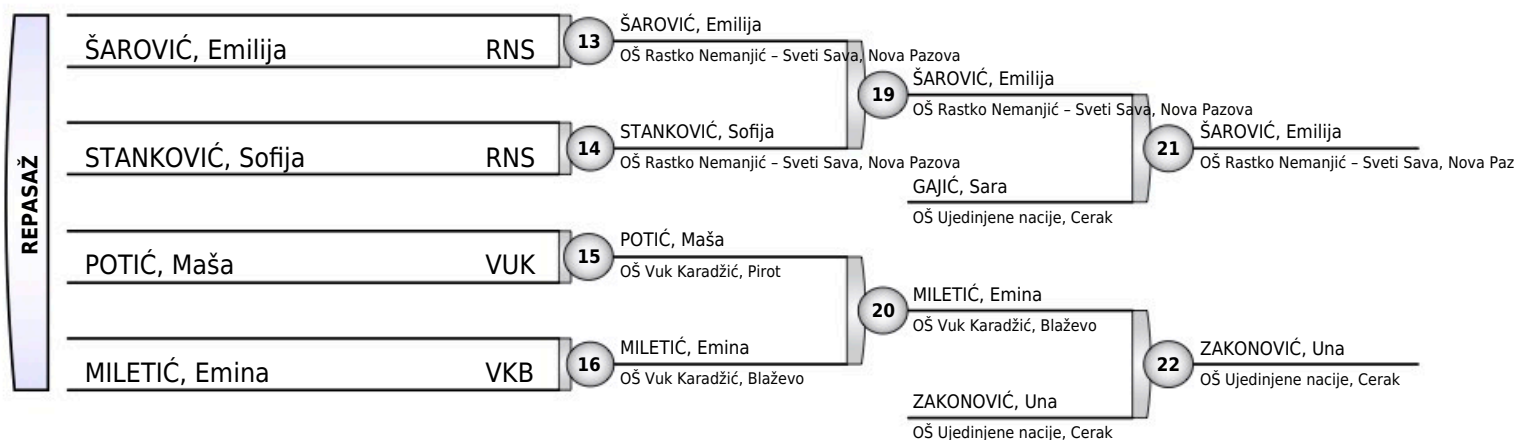 REPASAŽ
ŠAROVIĆ, Emilija RNS
STANKOVIĆ, Sofija RNS
POTIĆ, Maša VUK
MILETIĆ, Emina VKB
13
ŠAROVIĆ, Emilija
OŠ Rastko Nemanjić – Sveti Sava, Nova Pazova
14
STANKOVIĆ, Sofija
OŠ Rastko Nemanjić – Sveti Sava, Nova Pazova
15
POTIĆ, Maša
OŠ Vuk Karadžić, Pirot
16
MILETIĆ, Emina
OŠ Vuk Karadžić, Blaževo
19
ŠAROVIĆ, Emilija
OŠ Rastko Nemanjić – Sveti Sava, Nova Pazova
GAJIĆ, Sara
OŠ Ujedinjene nacije, Cerak
20
MILETIĆ, Emina
OŠ Vuk Karadžić, Blaževo
ZAKONOVIĆ, Una
OŠ Ujedinjene nacije, Cerak
21
ŠAROVIĆ, Emilija
OŠ Rastko Nemanjić – Sveti Sava, Nova Paz
22
ZAKONOVIĆ, Una
OŠ Ujedinjene nacije, Cerak